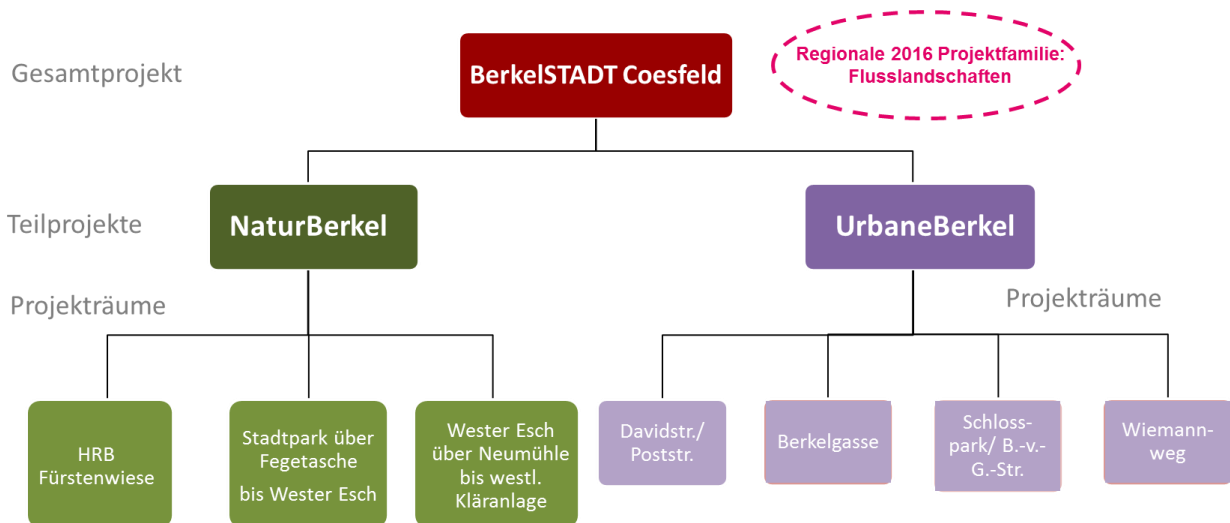 Gesamtprojekt
BerkelSTADT Coesfeld
Regionale 2016 Projektfamilie:
Flusslandschaften
Teilprojekte
NaturBerkel
UrbaneBerkel
Projekträume
Projekträume
HRB
Fürstenwiese
Stadtpark über
Fegetasche
bis Wester Esch
Wester Esch
über Neumühle
bis westl.
Kläranlage
Davidstr./
Poststr.
Berkelgasse
Schloss-
park/ B.-v.-
G.-Str.
Wiemann-
weg